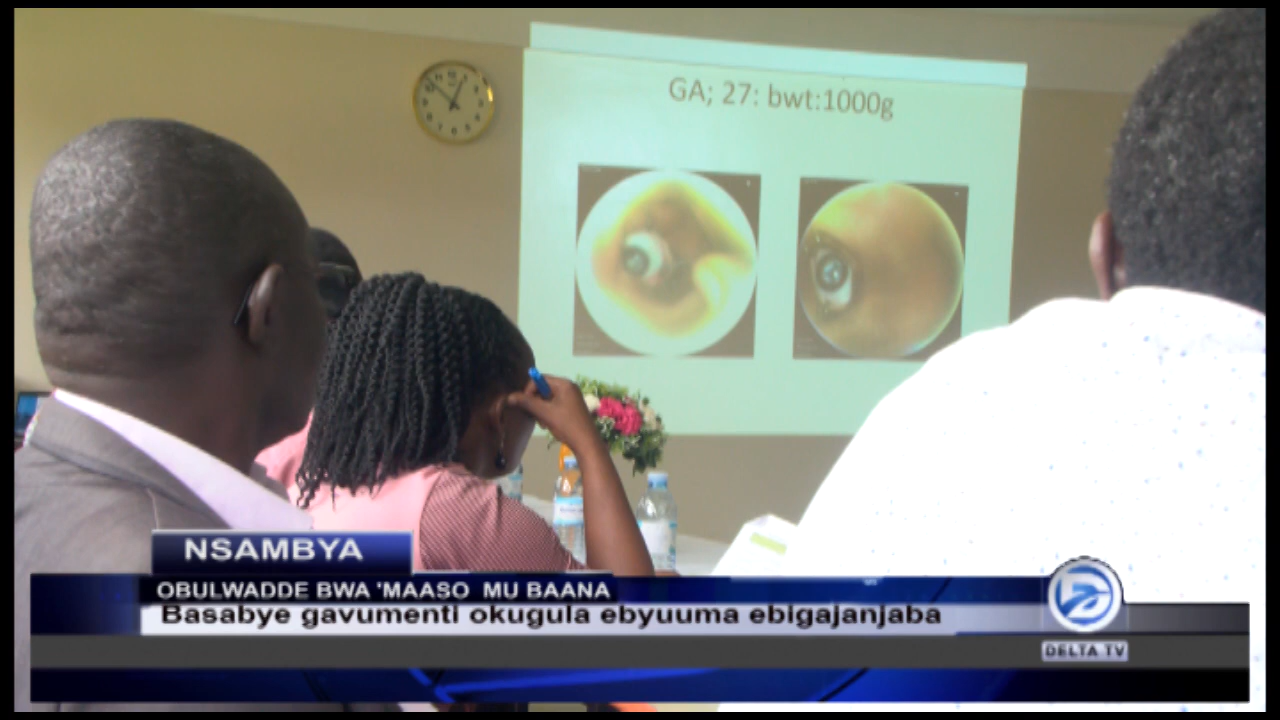 GA; 27: bwt:1000g
NSAMBYA
OBULWADDE BWA 'MAASO MU BAANA
Basabye gavumenti okugula ebyuuma ebigajanjaba
DELTA TV